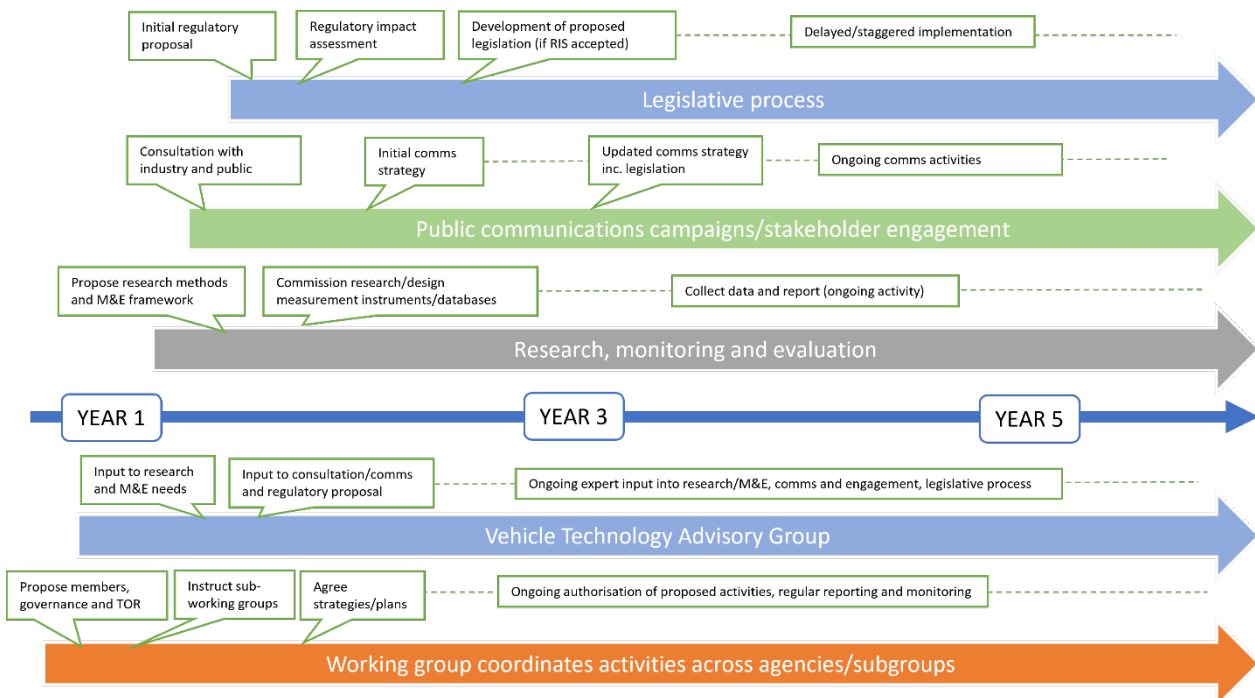 Initial regulatory
proposal
Regulatory impact
assessment
Development of proposed
legislation (if RIS accepted)
Delayed/staggered implementation
Legislative process
Consultation with
industry and public
Initial comms
strategy
Updated comms strategy
inc. legislation
Ongoing comms activities
Public communications campaigns/stakeholder engagement
Propose research methods
and M&E framework
Commission research/design
measurement instruments/databases
Collect data and report (ongoing activity)
Research, monitoring and evaluation
YEAR 1
YEAR 3
YEAR 5
Input to research
and M&E needs
Input to consultation/comms
and regulatory proposal
Ongoing expert input into research/M&E, comms and engagement, legislative process
Vehicle Technology Advisory Group
Propose members,
governance and TOR
Instruct sub-
working groups
Agree
strategies/plans
Ongoing authorisation of proposed activities, regular reporting and monitoring
Working group coordinates activities across agencies/subgroups